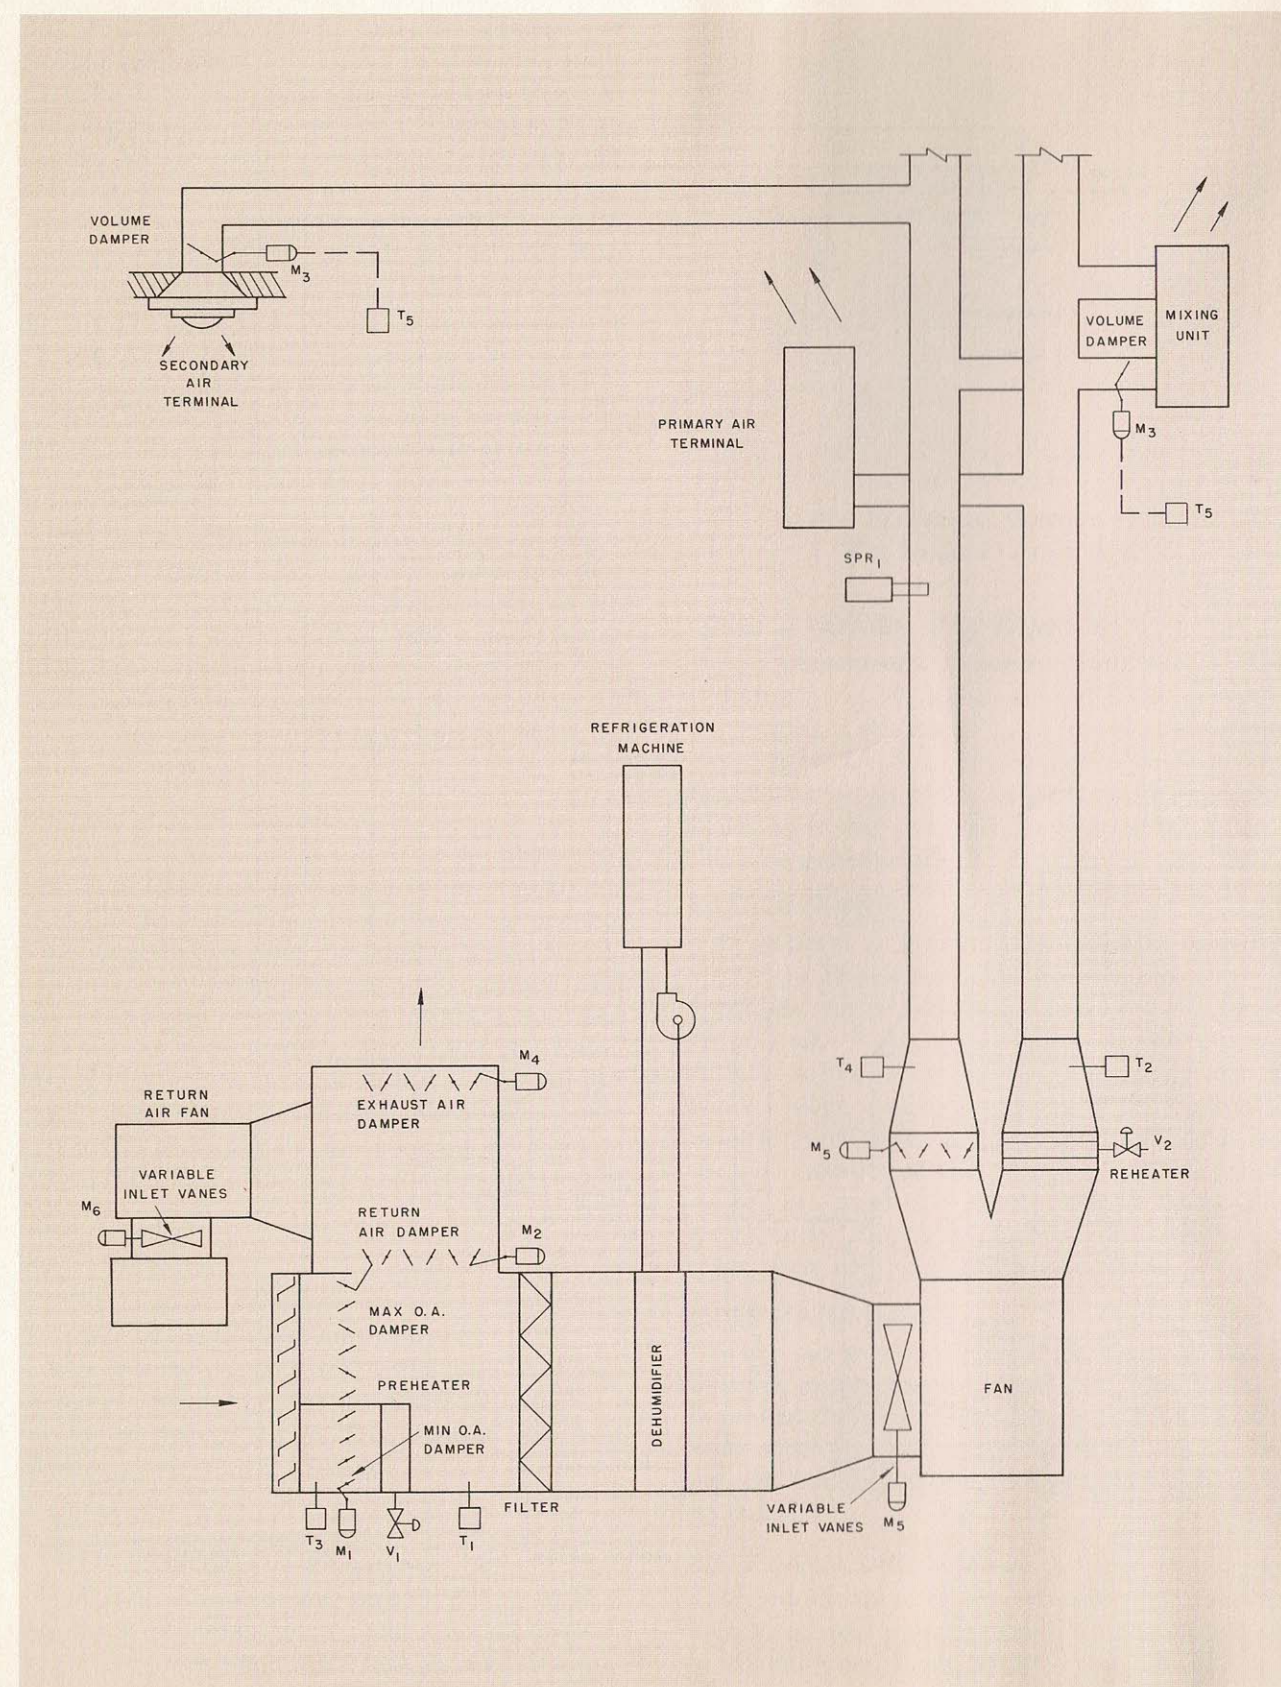 VOLUME
DAMPER
M3
T5
SECONDARY
AIR
TERMINAL
VOLUME
DAMPER
MIXING
UNIT
M3
T5
PRIMARY AIR
TERMINAL
SPR1
REFRIGERATION
MACHINE
M4
EXHAUST AIR
DAMPER
RETURN
AIR FAN
VARIABLE
INLET VANES
M6
RETURN
AIR DAMPER
M2
T4
T2
M5
V2
REHEATER
MAX O.A.
DAMPER
PREHEATER
MIN O.A.
DAMPER
DEHUMIDIFIER
FAN
FILTER
T3
M1
V1
T1
VARIABLE
INLET VANES
M5